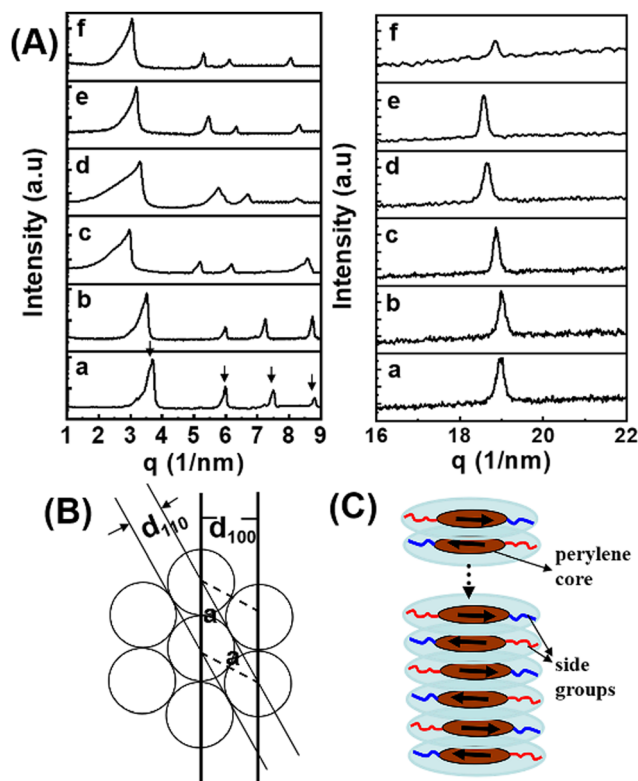 (A)
f
e
d
c
b
a
Intensity (a.u)
1 2 3 4 5 6 7 8 9
q (1/nm)
f
e
d
c
b
a
Intensity (a.u)
16 18 20 22
q (1/nm)
(B)
d110
d100
a
a
(C)
perylene
core
side
groups